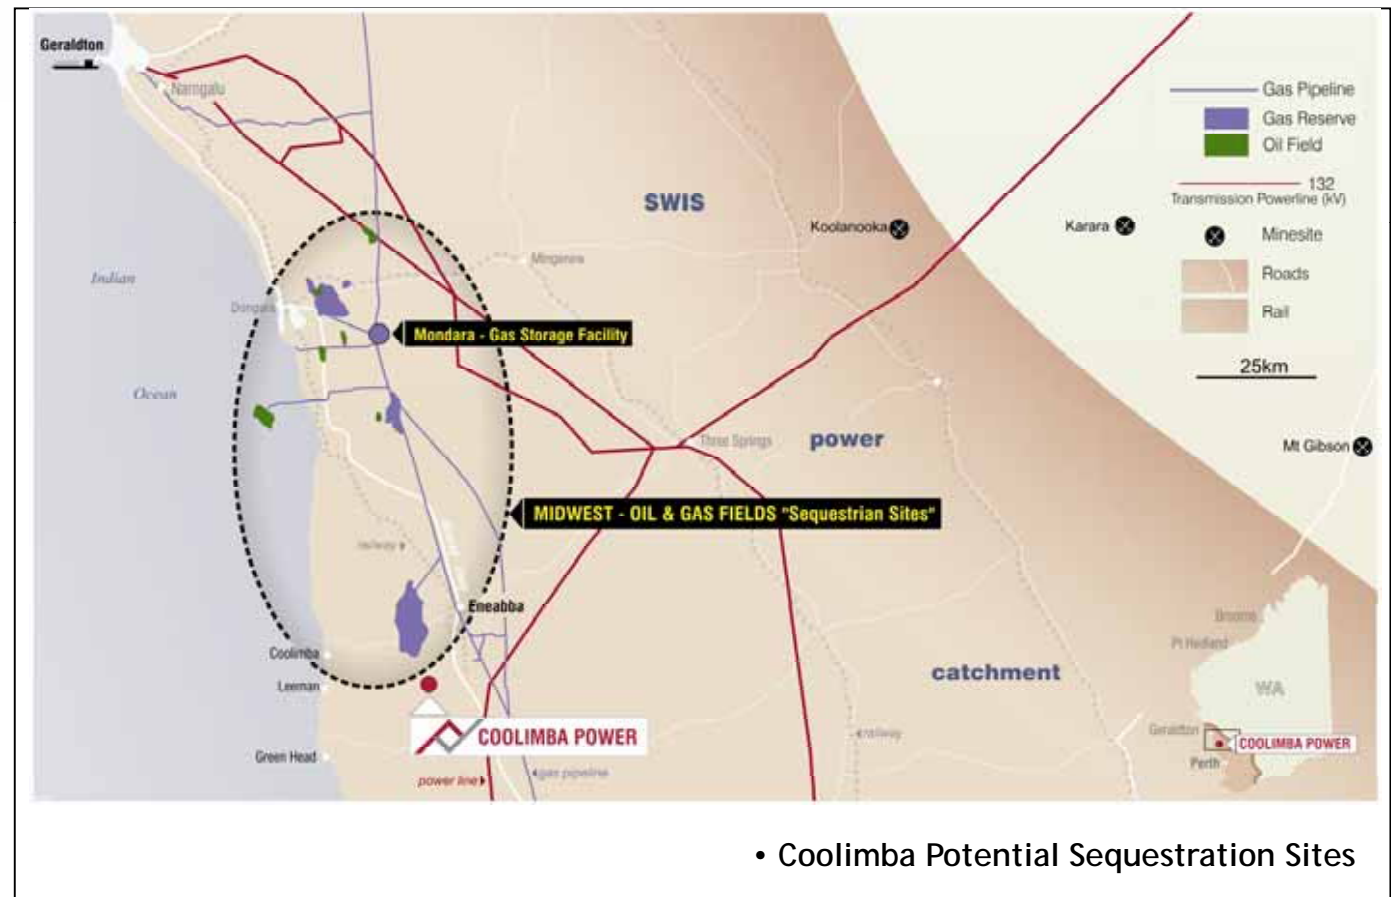 Geraldton
Narngalu
Gas Pipeline
Gas Reserve
Oil Field
132
Transmission Powerline (kV)
Minesite
Roads
Rail
25km
SWIS
Koolanooka
Karara
Indian
Mingenew
Dongara
Mondara - Gas Storage Facility
Ocean
Three Springs
power
Mt Gibson
MIDWEST - OIL & GAS FIELDS "Sequestrian Sites"
railway
Eneabba
Coolimba
Leeman
catchment
Broome
Pt Hedland
WA
Geraldton
COOLIMBA POWER
Perth
COOLIMBA POWER
railway
Green Head
power line
gas pipeline
• Coolimba Potential Sequestration Sites